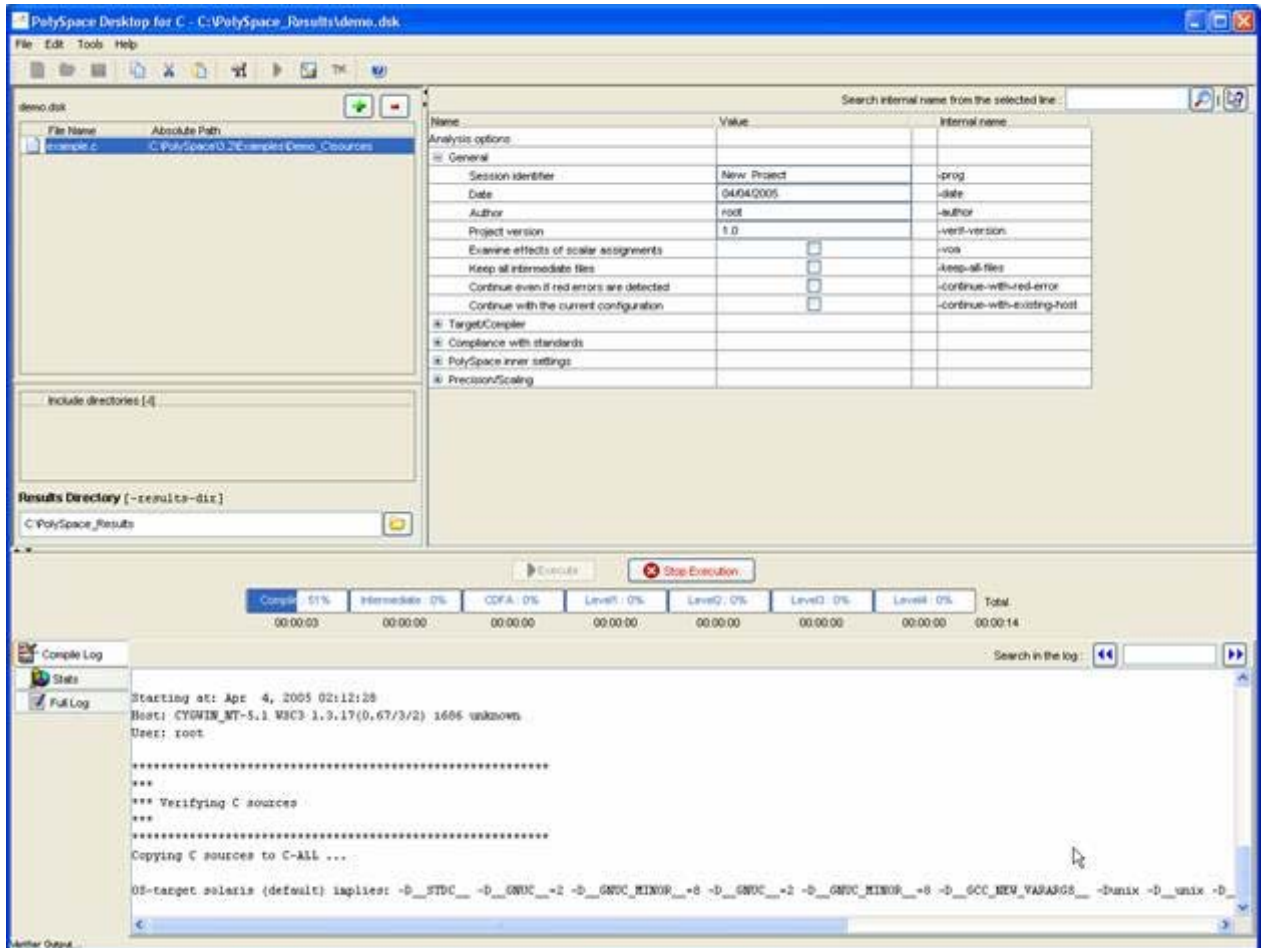 PolySpace Desktop for C - C:\PolySpace_Results\demo.dsk
File Edit Tools Help
demo.dsk
File Name Absolute Path
example.c C:\PolySpace\3.2\Examples\Demo_C\sources
Include directories [-I]
Results Directory [-results-dir]
C:\PolySpace_Results
Search internal name from the selected line :
Name Value Internal name
Analysis options
General
Session identifier New Project -prog
Date 04/04/2005 -date
Author root -author
Project version 1.0 -verif-version
Examine effects of scalar assignments -voa
Keep all intermediate files -keep-all-files
Continue even if red errors are detected -continue-with-red-error
Continue with the current configuration -continue-with-existing-host
Target/Compiler
Compliance with standards
PolySpace inner settings
Precision/Scaling
Execute Stop Execution
Compile : 51% Intermediate : 0% CDFA : 0% Level1 : 0% Level2 : 0% Level3 : 0% Level4 : 0% Total
00:00:03 00:00:00 00:00:00 00:00:00 00:00:00 00:00:00 00:00:00 00:00:14
Compile Log
Stats
Full Log
Search in the log :
Starting at: Apr 4, 2005 02:12:28
Host: CYGWIN_NT-5.1 WSC3 1.3.17(0.67/3/2) i686 unknown
User: root
**********************************************************
***
*** Verifying C sources
***
**********************************************************
Copying C sources to C-ALL ...
OS-target solaris (default) implies: -D__STDC__ -D__GNUC__=2 -D__GNUC_MINOR__=8 -D__GNUC__=2 -D__GNUC_MINOR__=8 -D__GCC_NEW_VARARGS__ -Dunix -D__unix -D_
Verifier Output...